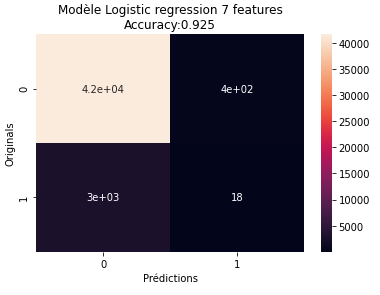 Modèle Logistic regression 7 features
Accuracy:0.925
0
4.2e+04
4e+02
Originals
1
3e+03
18
0
1
Prédictions
40000
35000
30000
25000
20000
15000
10000
5000